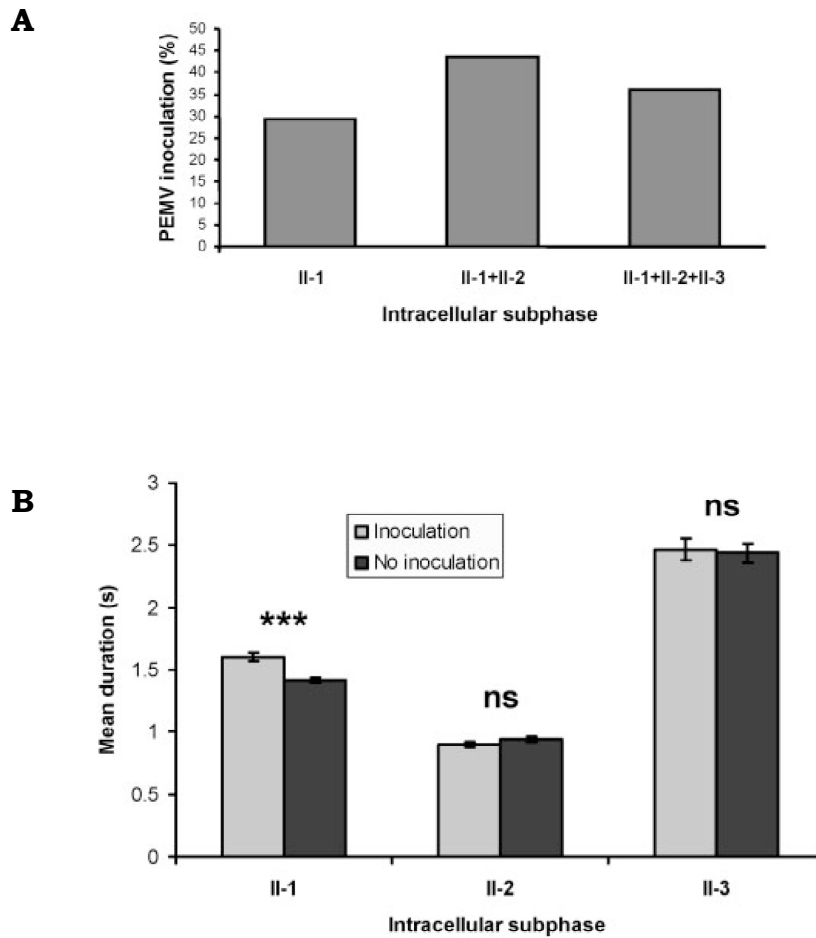 A
PEMV inoculation (%)
50
45
40
35
30
25
20
15
10
5
0
II-1
II-1+II-2
II-1+II-2+II-3
Intracellular subphase
B
Mean duration (s)
3
2.5
2
1.5
1
0.5
0
Inoculation
No inoculation
***
ns
ns
II-1
II-2
II-3
Intracellular subphase